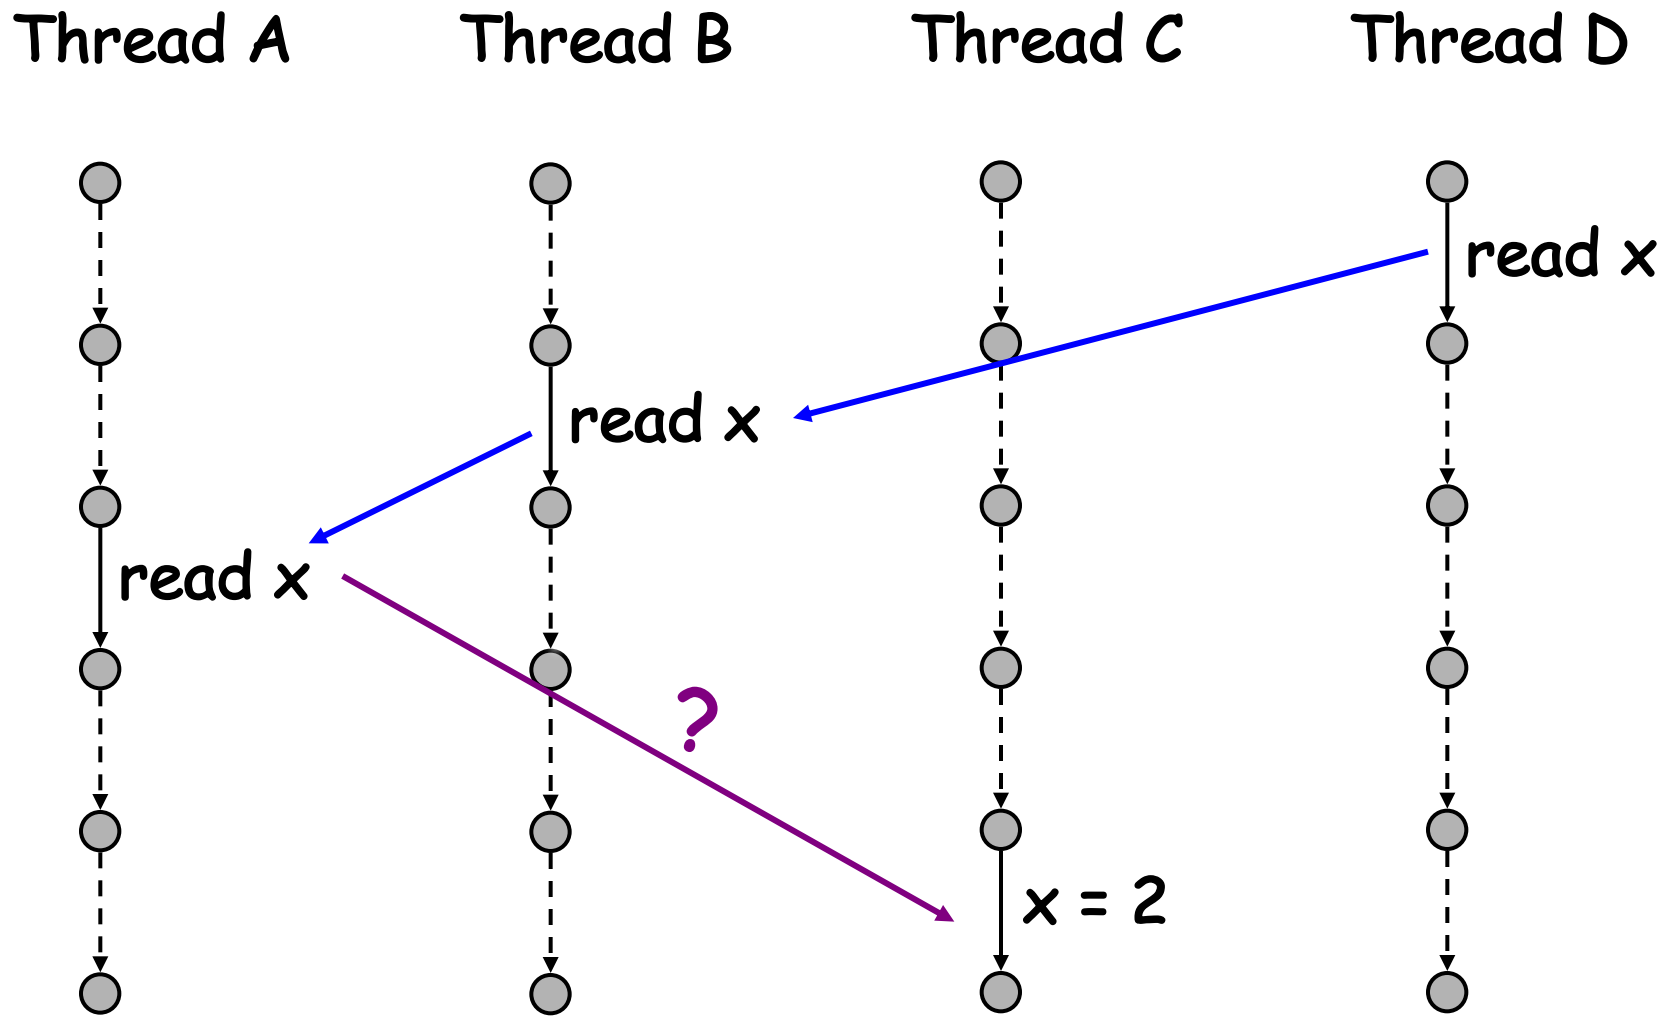 Thread A
Thread B
Thread C
Thread D
read x
read x
read x
?
x = 2